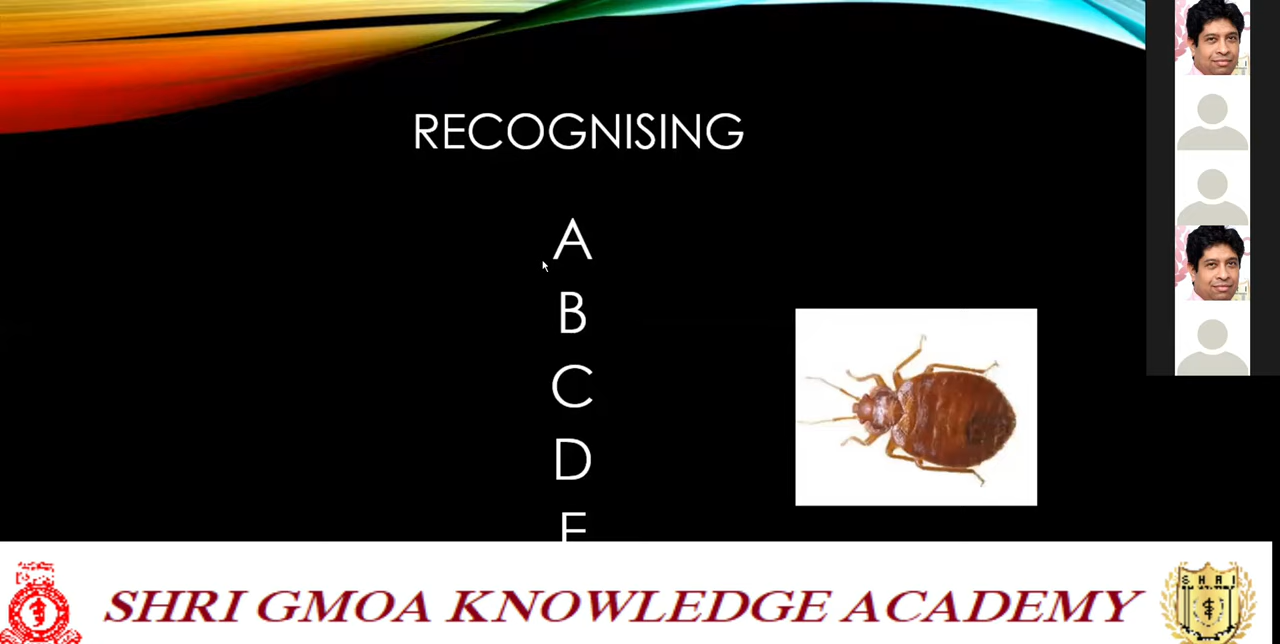 RECOGNISING
A
B
C
D
E
SHRI GMOA KNOWLEDGE ACADEMY
S H R I